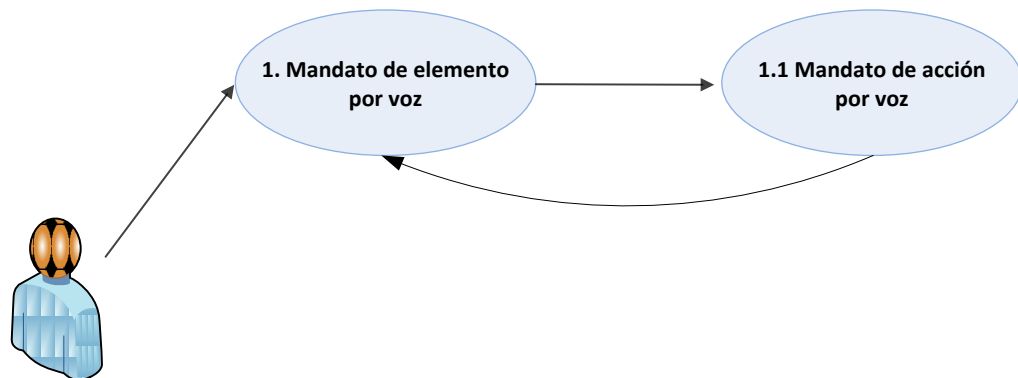 1. Mandato de elemento
por voz
1.1 Mandato de acción
por voz